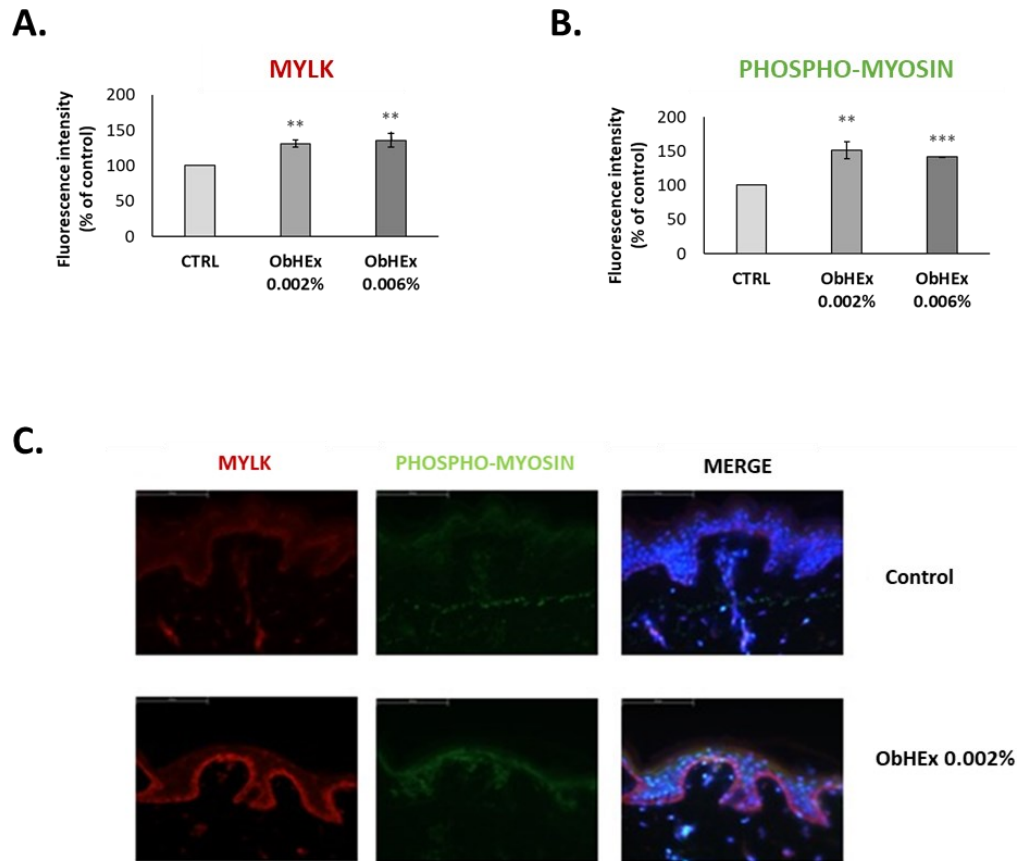 A.
MYLK
Fluorescence intensity
(% of control)
200
150
100
50
0
**
**
CTRL
ObHEx
0.002%
ObHEx
0.006%
B.
PHOSPHO-MYOSIN
Fluorescence intensity
(% of control)
200
150
100
50
0
**
***
CTRL
ObHEx
0.002%
ObHEx
0.006%
C.
MYLK
PHOSPHO-MYOSIN
MERGE
Control
ObHEx 0.002%